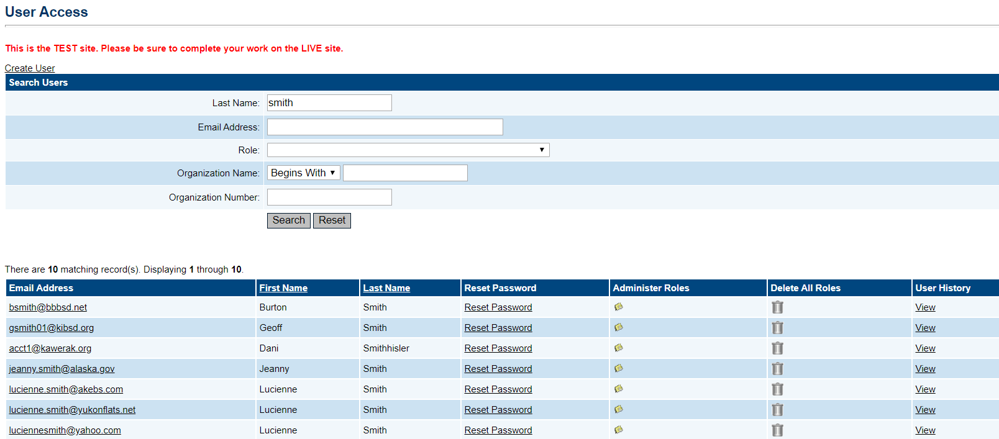 User Access
This is the TEST site. Please be sure to complete your work on the LIVE site.
Create User
Search Users
Last Name: smith
Email Address:
Role:
Organization Name: Begins With
Organization Number:
Search Reset
There are 10 matching record(s). Displaying 1 through 10.
Email Address First Name Last Name Reset Password Administer Roles Delete All Roles User History
bsmith@bbbsd.net Burton Smith Reset Password View
gsmith01@kibsd.org Geoff Smith Reset Password View
acct1@kawerak.org Dani Smithhisler Reset Password View
jeanny.smith@alaska.gov Jeanny Smith Reset Password View
lucienne.smith@akebs.com Lucienne Smith Reset Password View
lucienne.smith@yukonflats.net Lucienne Smith Reset Password View
luciennesmith@yahoo.com Lucienne Smith Reset Password View